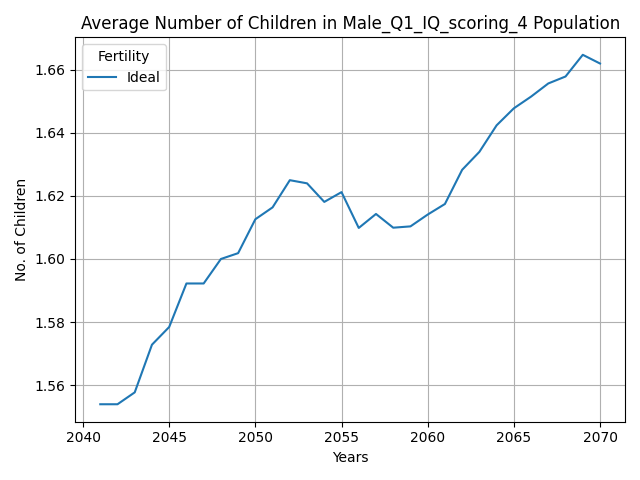 Average Number of Children in Male_Q1_IQ_scoring_4 Population
Fertility
Ideal
No. of Children
1.66
1.64
1.62
1.60
1.58
1.56
2040 2045 2050 2055 2060 2065 2070
Years